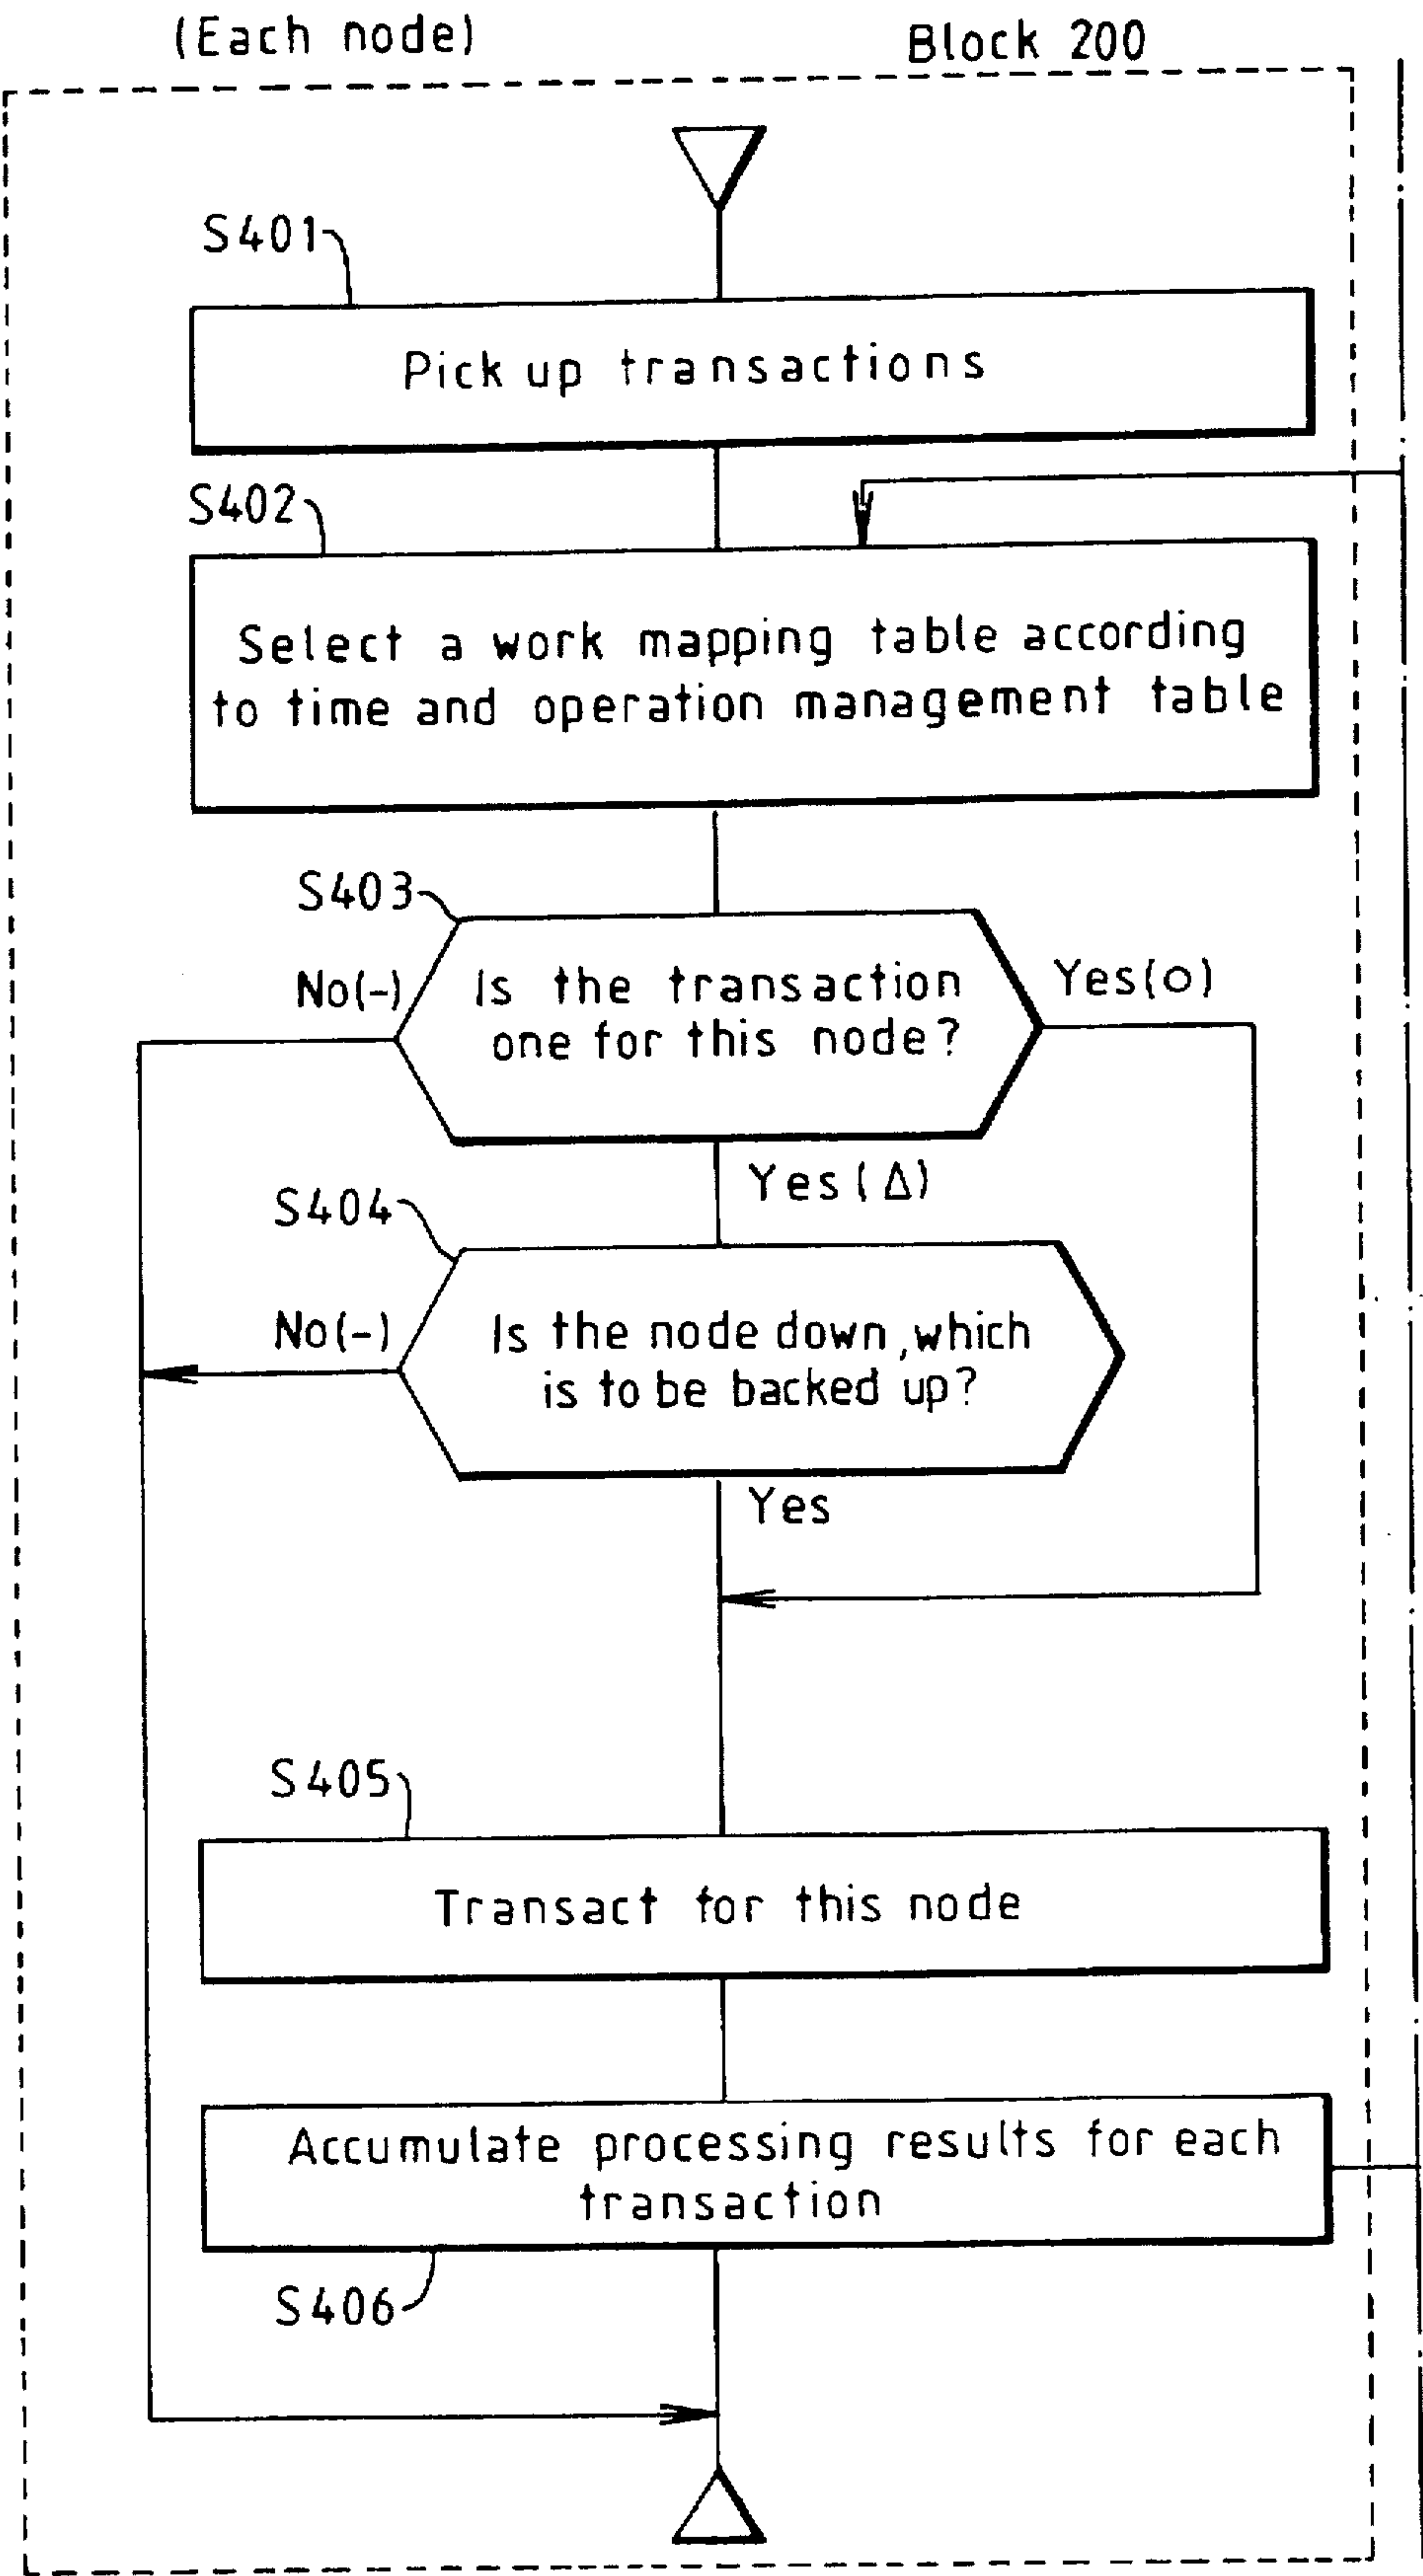 (Each node)
Block 200
S401
Pick up transactions
S402
Select a work mapping table according
to time and operation management table
S403
No(-)
Is the transaction
one for this node?
Yes(o)
Yes(Δ)
S404
No(-)
Is the node down, which
is to be backed up?
Yes
S405
Transact for this node
Accumulate processing results for each
transaction
S406